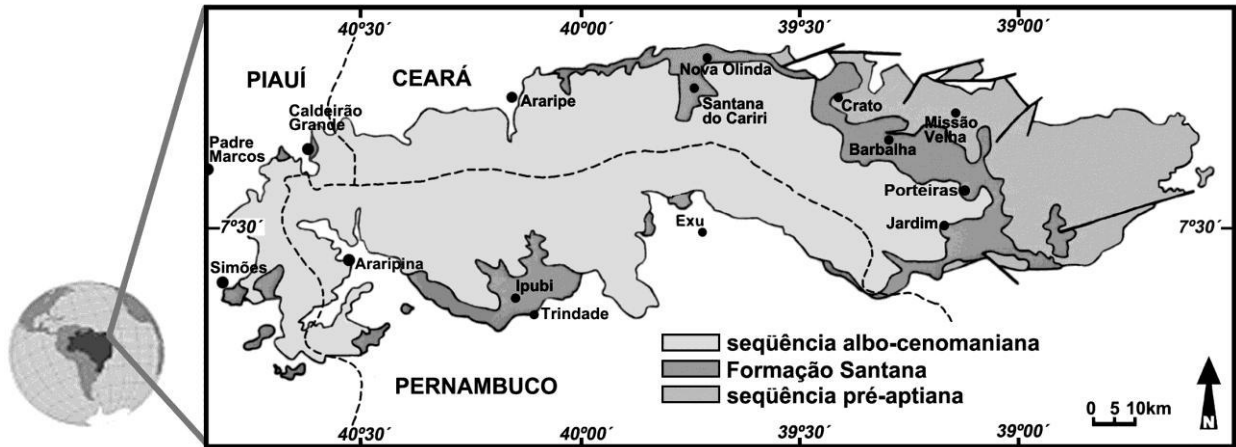 40°30´
40°00´
39°30´
39°00´
PIAUÍ
CEARÁ
Nova Olinda
Araripe
Santana
do Cariri
Crato
Caldeirão
Grande
Missão
Velha
Padre
Marcos
Barbalha
Porteiras
Jardim
7°30´
Exu
7°30´
Simões
Araripina
Ipubi
Trindade
seqüência albo-cenomaniana
Formação Santana
PERNAMBUCO
seqüência pré-aptiana
0 5 10km
N
40°30´
40°00´
39°30´
39°00´